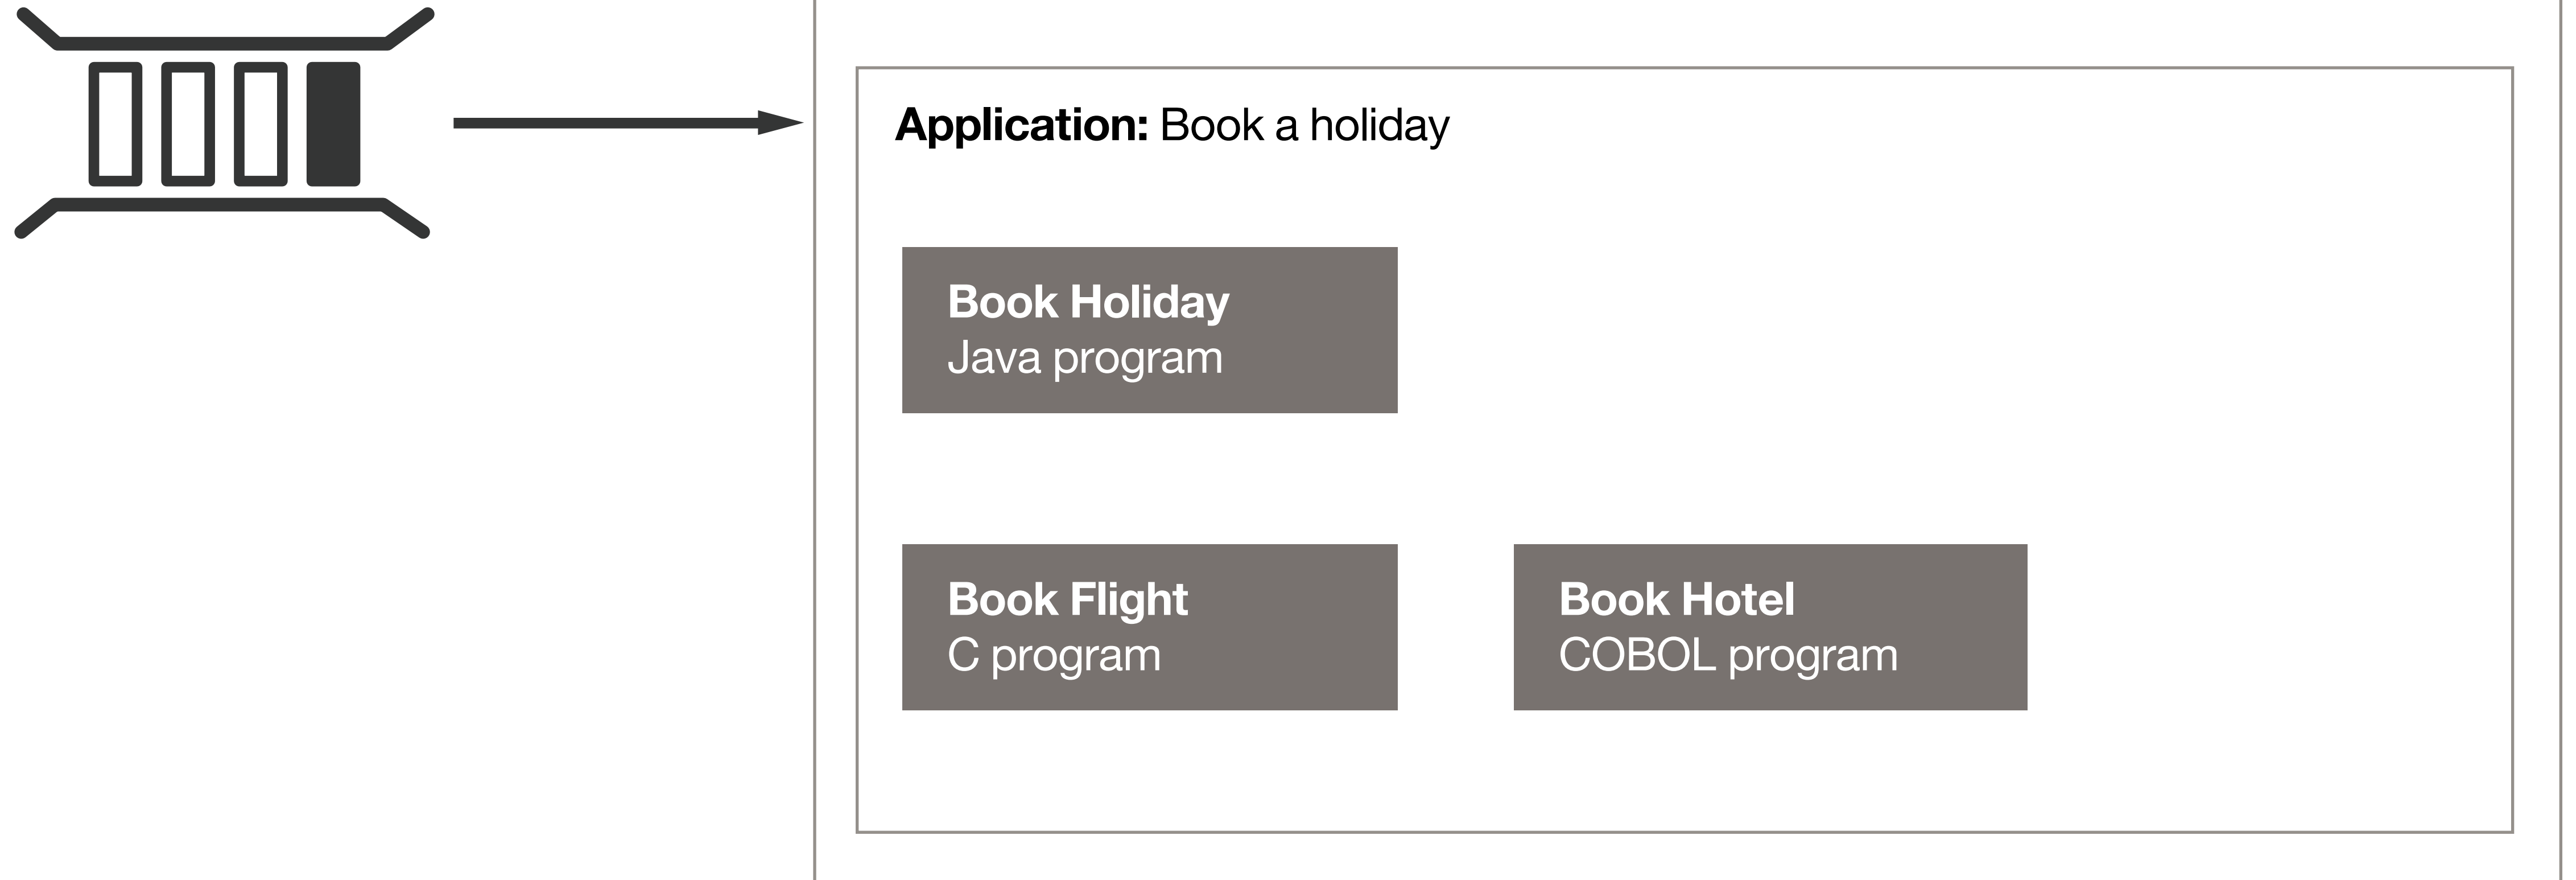 Application: Book a holiday
Book Holiday
Java program
Book Flight
C program
Book Hotel
COBOL program